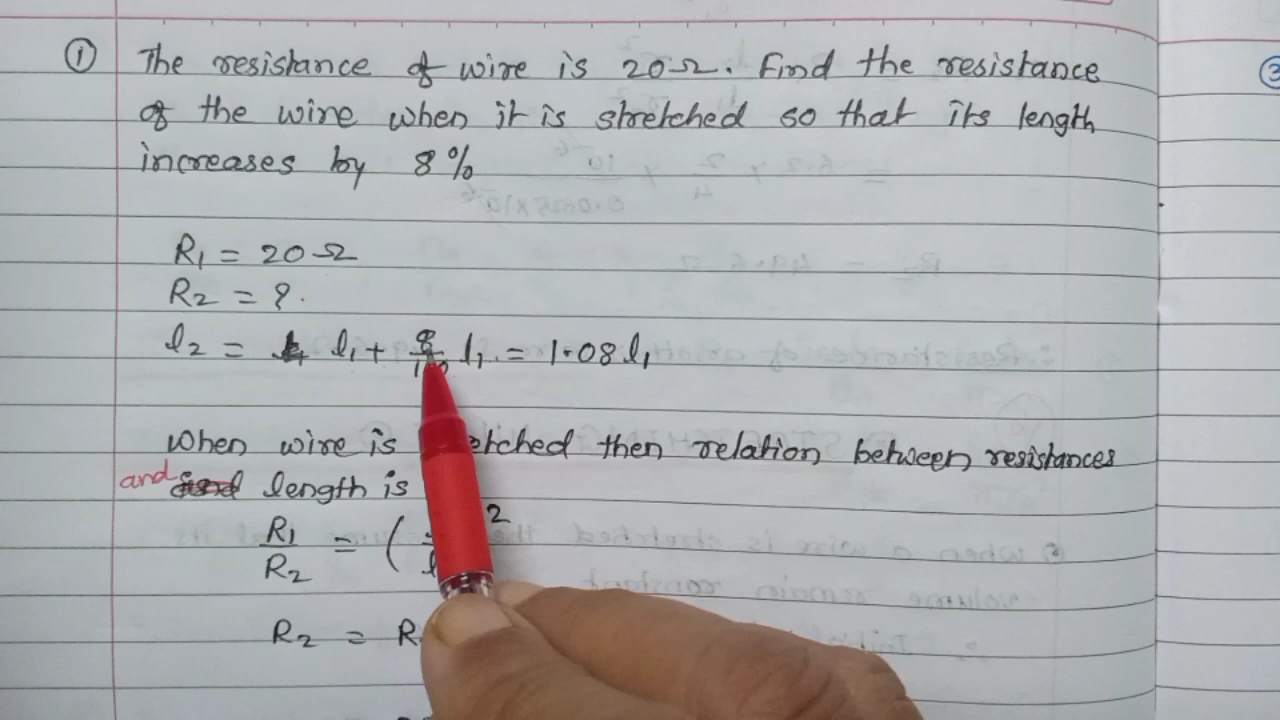 ① The resistance of wire is 20Ω. Find the resistance
of the wire when it is stretched so that its length
increases by 8%
R₁ = 20Ω
R₂ = ?.
l₂ = l₁ + 8/100 l₁ = 1.08 l₁
When wire is stretched then relation between resistances
and length is
R₁/R₂ = ( ²
R₂ = R
3